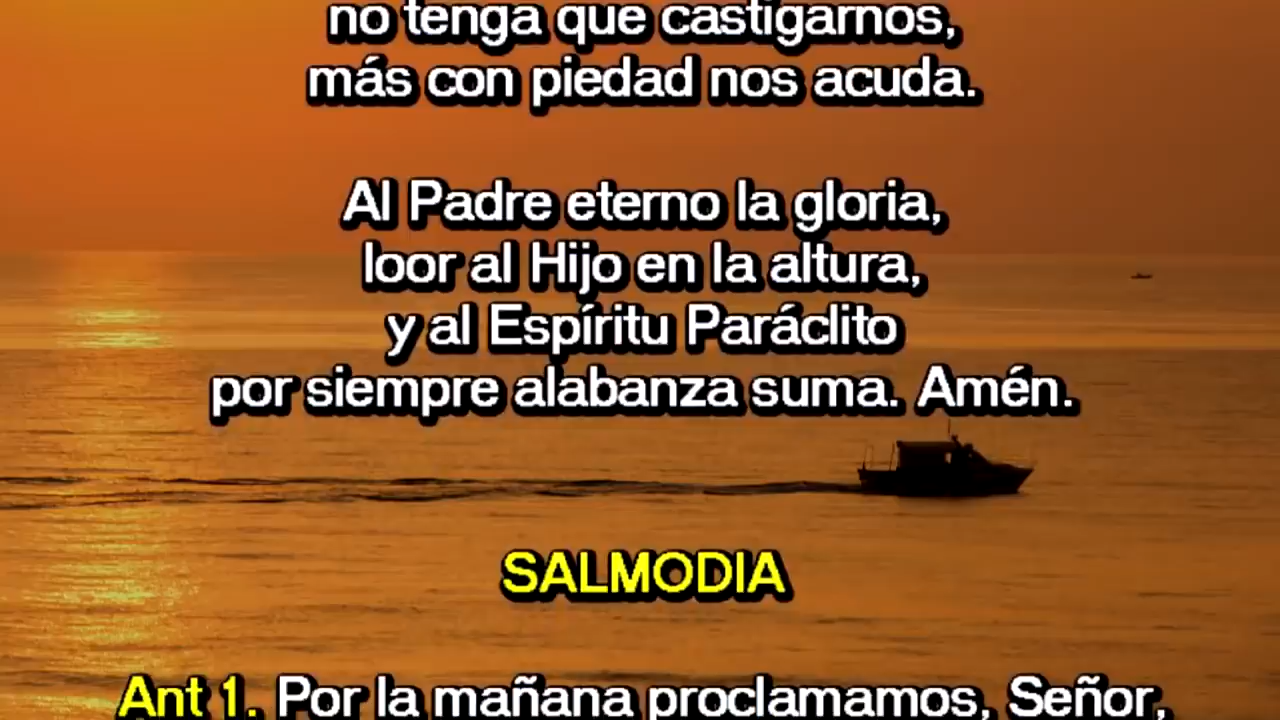 no tenga que castigarnos,
más con piedad nos acuda.
Al Padre eterno la gloria,
loor al Hijo en la altura,
y al Espíritu Paráclito
por siempre alabanza suma. Amén.
SALMODIA
Ant 1. Por la mañana proclamamos, Señor,